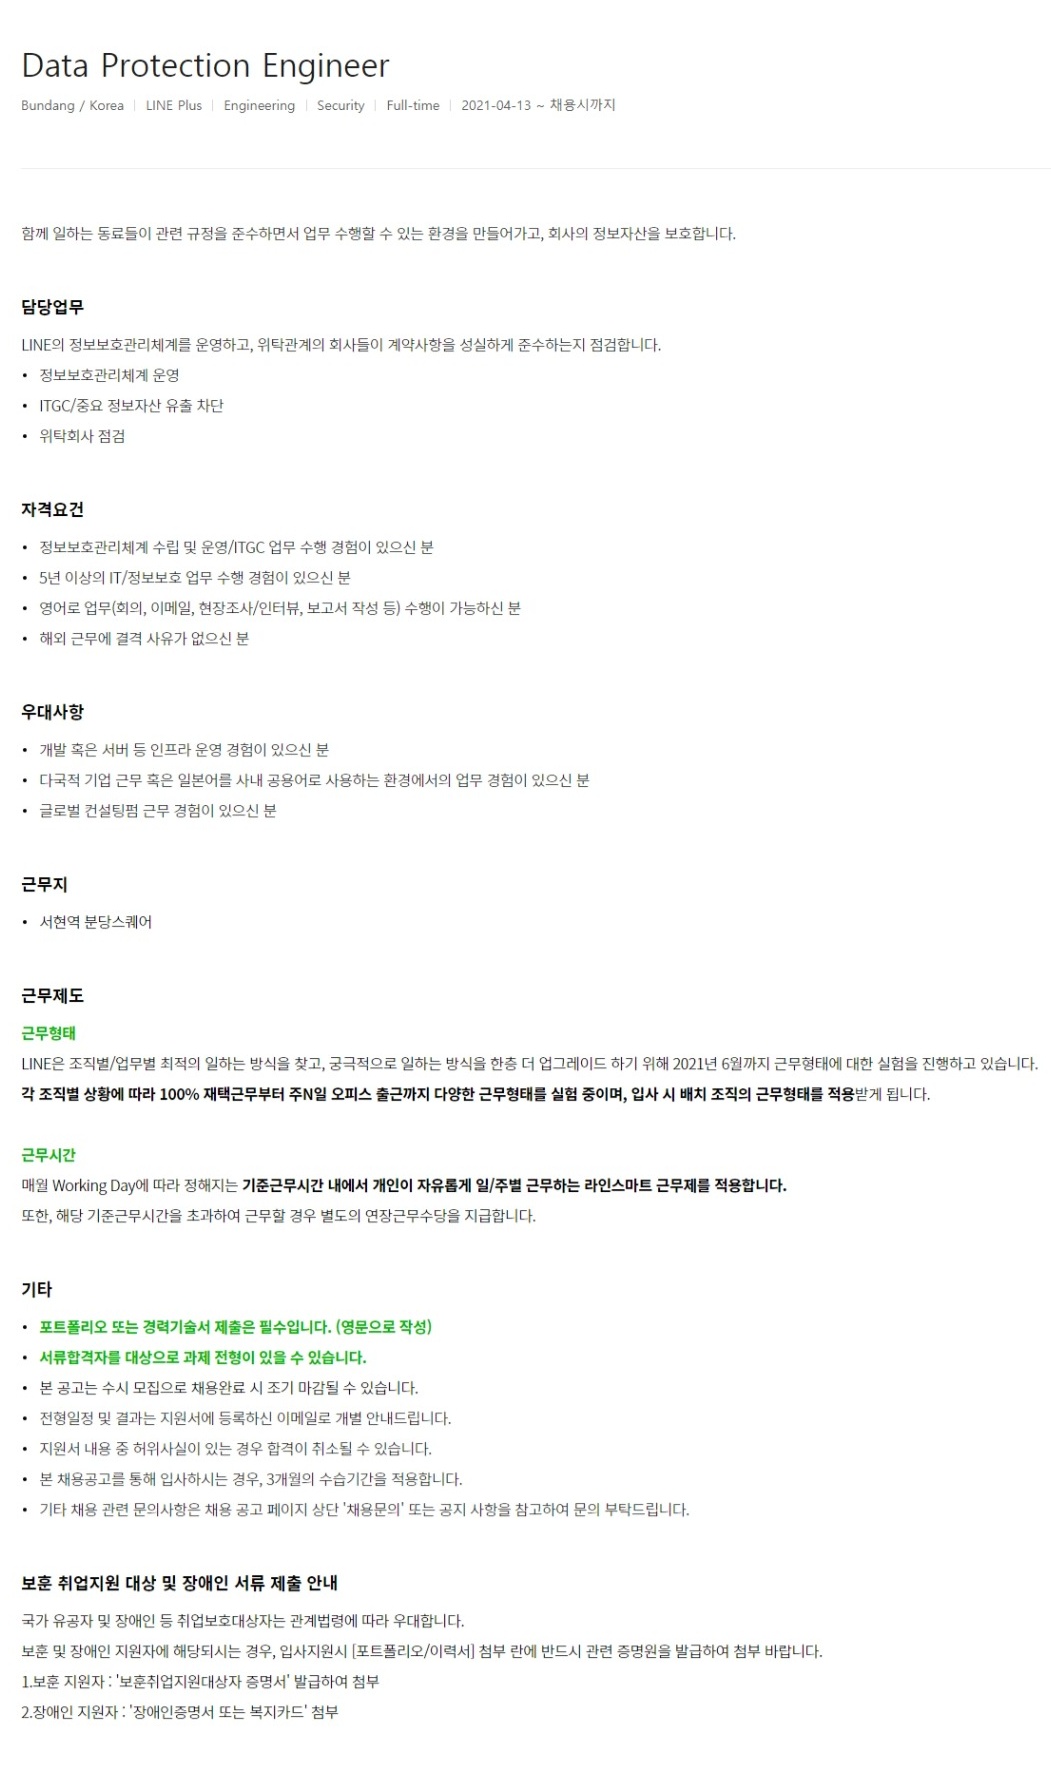 Data Protection Engineer
Bundang / Korea | LINE Plus | Engineering | Security | Full-time | 2021-04-13 ~ 채용시까지
함께 일하는 동료들이 관련 규정을 준수하면서 업무 수행할 수 있는 환경을 만들어가고, 회사의 정보자산을 보호합니다.
담당업무
LINE의 정보보호관리체계를 운영하고, 위탁관계의 회사들이 계약사항을 성실하게 준수하는지 점검합니다.
• 정보보호관리체계 운영
• ITGC/중요 정보자산 유출 차단
• 위탁회사 점검
자격요건
• 정보보호관리체계 수립 및 운영/ITGC 업무 수행 경험이 있으신 분
• 5년 이상의 IT/정보보호 업무 수행 경험이 있으신 분
• 영어로 업무(회의, 이메일, 현장조사/인터뷰, 보고서 작성 등) 수행이 가능하신 분
• 해외 근무에 결격 사유가 없으신 분
우대사항
• 개발 혹은 서버 등 인프라 운영 경험이 있으신 분
• 다국적 기업 근무 혹은 일본어를 사내 공용어로 사용하는 환경에서의 업무 경험이 있으신 분
• 글로벌 컨설팅펌 근무 경험이 있으신 분
근무지
• 서현역 분당스퀘어
근무제도
근무형태
LINE은 조직별/업무별 최적의 일하는 방식을 찾고, 궁극적으로 일하는 방식을 한층 더 업그레이드 하기 위해 2021년 6월까지 근무형태에 대한 실험을 진행하고 있습니다.
각 조직별 상황에 따라 100% 재택근무부터 주N일 오피스 출근까지 다양한 근무형태를 실험 중이며, 입사 시 배치 조직의 근무형태를 적용받게 됩니다.
근무시간
매월 Working Day에 따라 정해지는 기준근무시간 내에서 개인이 자유롭게 일/주별 근무하는 라인스마트 근무제를 적용합니다.
또한, 해당 기준근무시간을 초과하여 근무할 경우 별도의 연장근무수당을 지급합니다.
기타
• 포트폴리오 또는 경력기술서 제출은 필수입니다. (영문으로 작성)
• 서류합격자를 대상으로 과제 전형이 있을 수 있습니다.
• 본 공고는 수시 모집으로 채용완료 시 조기 마감될 수 있습니다.
• 전형일정 및 결과는 지원서에 등록하신 이메일로 개별 안내드립니다.
• 지원서 내용 중 허위사실이 있는 경우 합격이 취소될 수 있습니다.
• 본 채용공고를 통해 입사하시는 경우, 3개월의 수습기간을 적용합니다.
• 기타 채용 관련 문의사항은 채용 공고 페이지 상단 '채용문의' 또는 공지 사항을 참고하여 문의 부탁드립니다.
보훈 취업지원 대상 및 장애인 서류 제출 안내
국가 유공자 및 장애인 등 취업보호대상자는 관계법령에 따라 우대합니다.
보훈 및 장애인 지원자에 해당되시는 경우, 입사지원시 [포트폴리오/이력서] 첨부 란에 반드시 관련 증명원을 발급하여 첨부 바랍니다.
1.보훈 지원자 : '보훈취업지원대상자 증명서' 발급하여 첨부
2.장애인 지원자 : '장애인증명서 또는 복지카드' 첨부